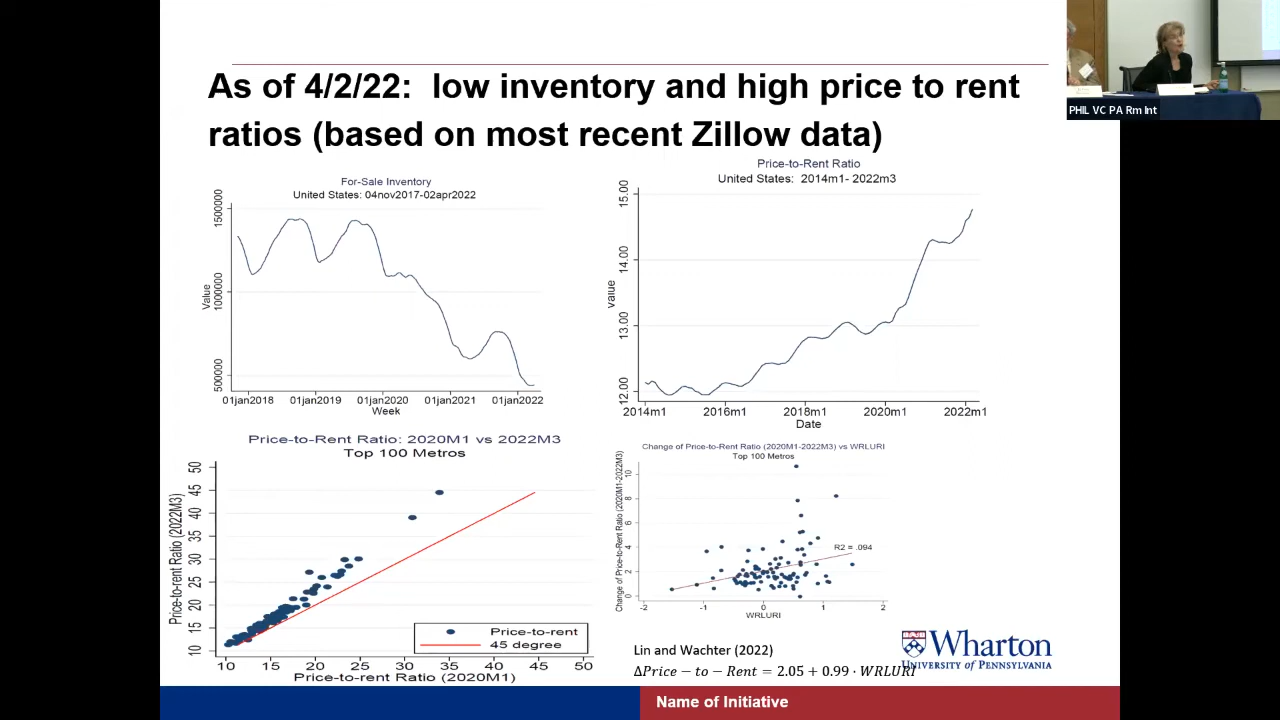 As of 4/2/22: low inventory and high price to rent
ratios (based on most recent Zillow data)
PHIL VC PA Rm Int
For-Sale Inventory
United States: 04nov2017-02apr2022
Value
1500000
1000000
500000
01jan2018 01jan2019 01jan2020 01jan2021 01jan2022
Week
Price-to-Rent Ratio
United States: 2014m1- 2022m3
Value
15.00
14.00
13.00
12.00
2014m1 2016m1 2018m1 2020m1 2022m1
Date
Price-to-Rent Ratio: 2020M1 vs 2022M3
Top 100 Metros
Price-to-rent Ratio (2022M3)
50
45
40
35
30
25
20
15
10
Price-to-rent
45 degree
10 15 20 25 30 35 40 45 50
Price-to-rent Ratio (2020M1)
Change of Price-to-Rent Ratio (2020M1-2022M3) vs WRLURI
Top 100 Metros
Change of Price-to-Rent Ratio (2020M1-2022M3)
10
8
6
4
2
0
R2 = .094
-2 -1 0 1 2
WRLURI
Lin and Wachter (2022)
ΔPrice − to − Rent = 2.05 + 0.99 · WRLURI
Wharton
UNIVERSITY of PENNSYLVANIA
Name of Initiative